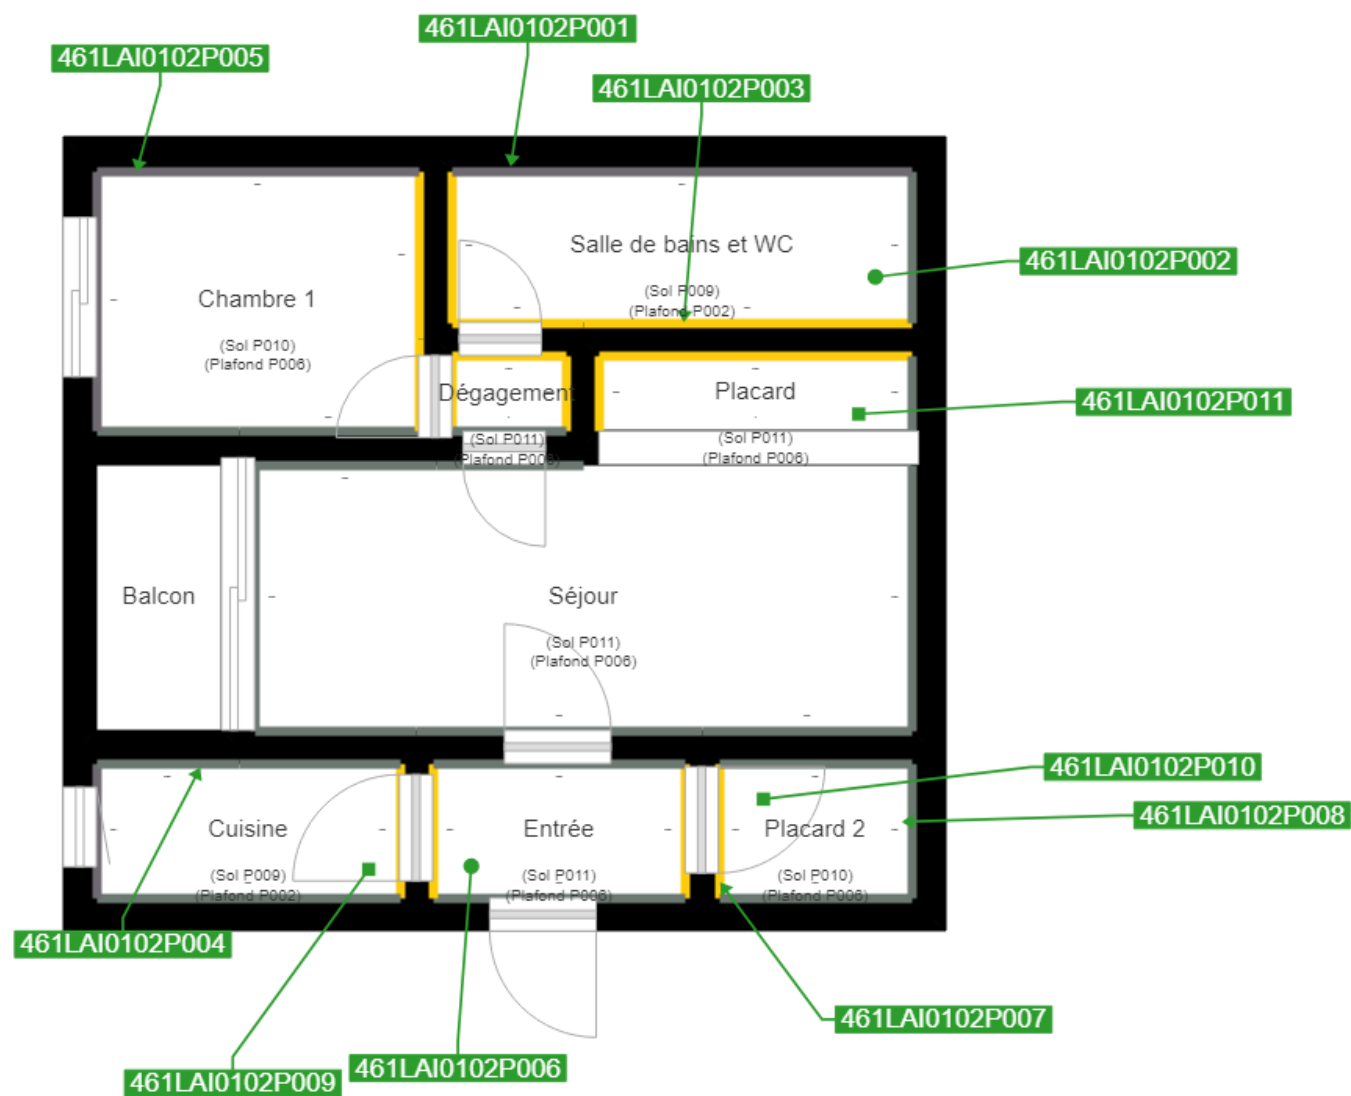 461LAI0102P001
461LAI0102P005
461LAI0102P003
Salle de bains et WC
461LAI0102P002
(Sol P009)
(Plafond P002)
Chambre 1
(Sol P010)
(Plafond P006)
Dégagement
Placard
461LAI0102P011
(Sol P011)
(Plafond P006)
(Sol P011)
(Plafond P006)
Balcon
Séjour
(Sol P011)
(Plafond P006)
461LAI0102P010
461LAI0102P008
Cuisine
Entrée
Placard 2
(Sol P009)
(Plafond P002)
(Sol P011)
(Plafond P006)
(Sol P010)
(Plafond P006)
461LAI0102P004
461LAI0102P007
461LAI0102P006
461LAI0102P009